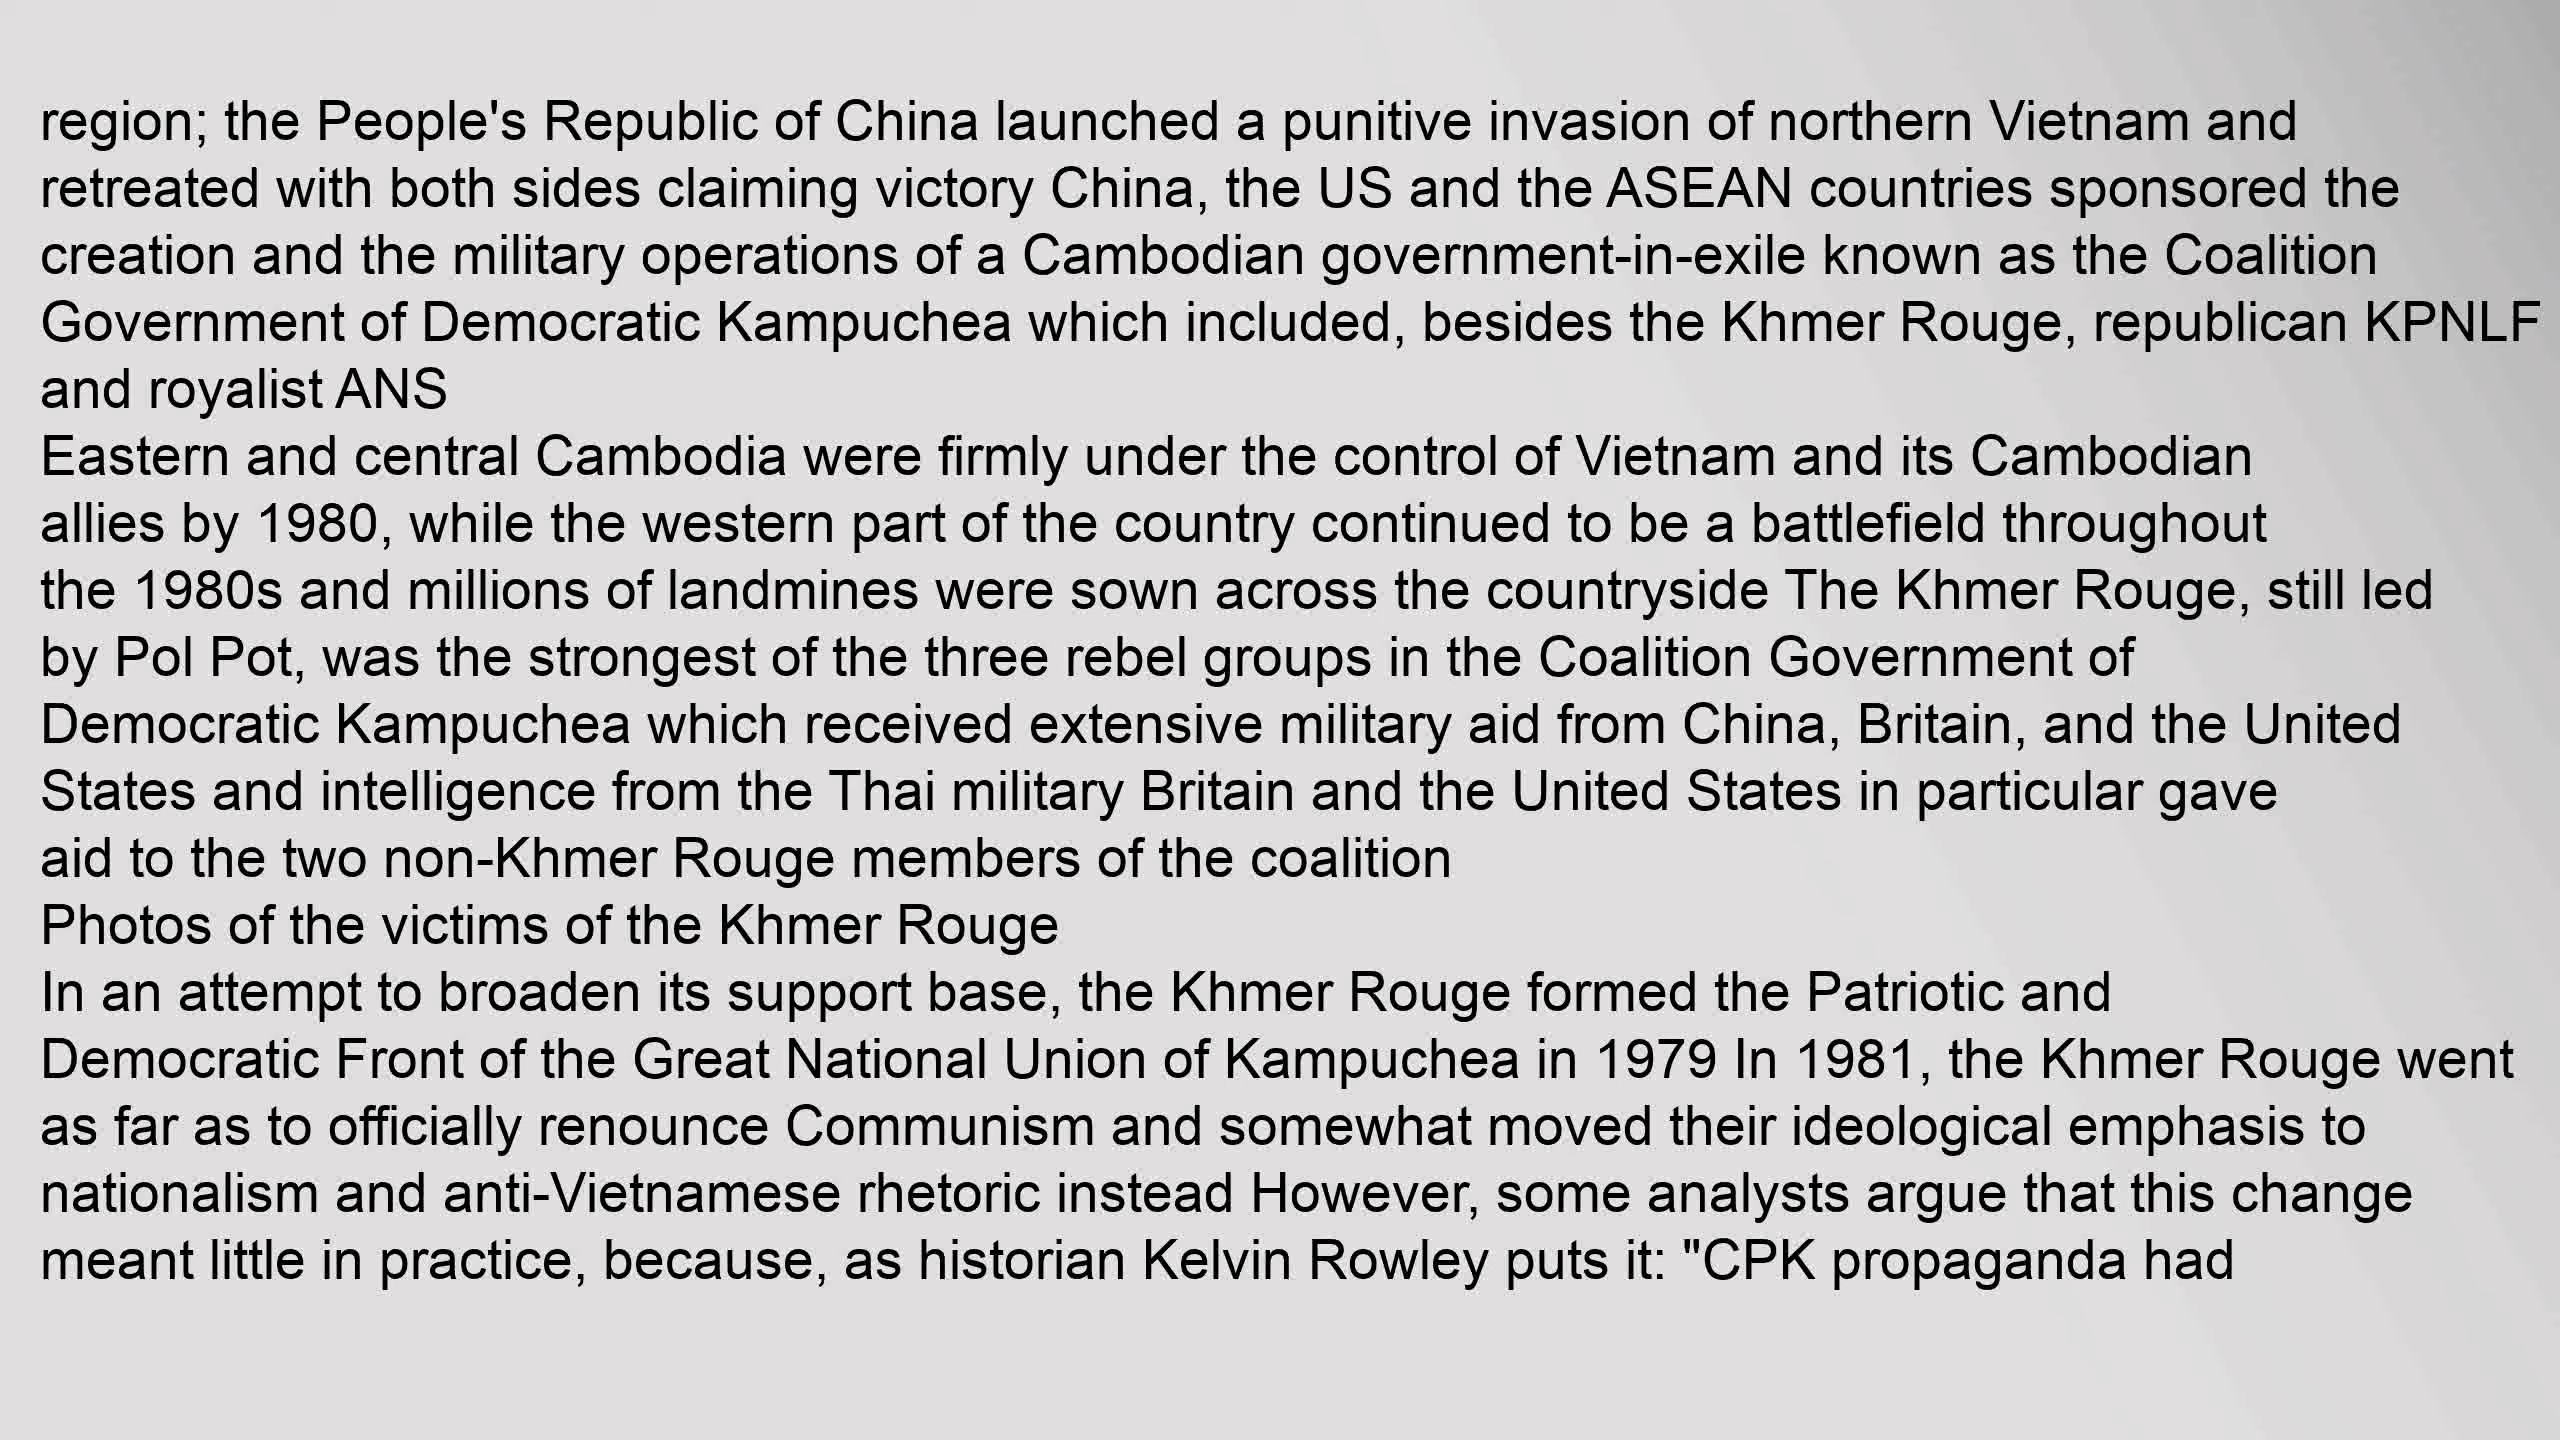 region; the People's Republic of China launched a punitive invasion of northern Vietnam and
retreated with both sides claiming victory China, the US and the ASEAN countries sponsored the
creation and the military operations of a Cambodian government-in-exile known as the Coalition
Government of Democratic Kampuchea which included, besides the Khmer Rouge, republican KPNLF
and royalist ANS
Eastern and central Cambodia were firmly under the control of Vietnam and its Cambodian
allies by 1980, while the western part of the country continued to be a battlefield throughout
the 1980s and millions of landmines were sown across the countryside The Khmer Rouge, still led
by Pol Pot, was the strongest of the three rebel groups in the Coalition Government of
Democratic Kampuchea which received extensive military aid from China, Britain, and the United
States and intelligence from the Thai military Britain and the United States in particular gave
aid to the two non-Khmer Rouge members of the coalition
Photos of the victims of the Khmer Rouge
In an attempt to broaden its support base, the Khmer Rouge formed the Patriotic and
Democratic Front of the Great National Union of Kampuchea in 1979 In 1981, the Khmer Rouge went
as far as to officially renounce Communism and somewhat moved their ideological emphasis to
nationalism and anti-Vietnamese rhetoric instead However, some analysts argue that this change
meant little in practice, because, as historian Kelvin Rowley puts it: "CPK propaganda had